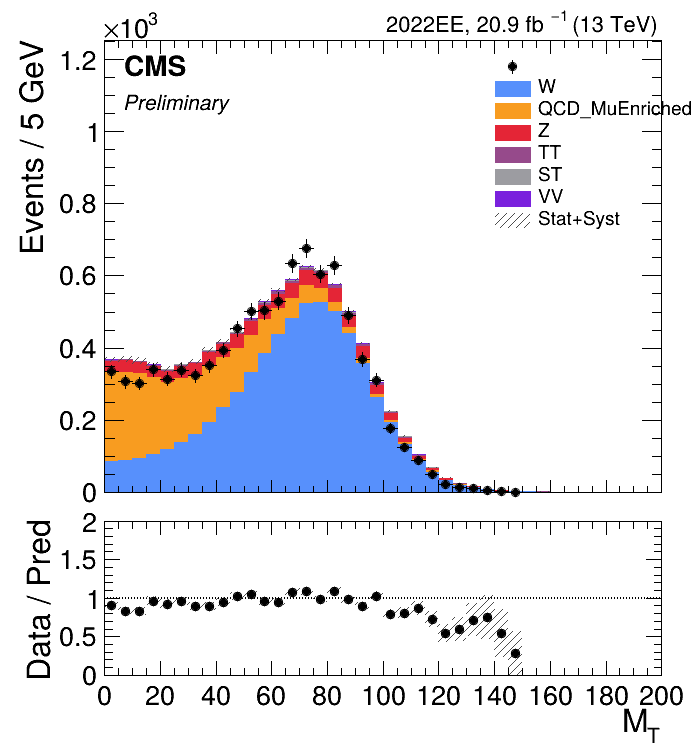 ×10³
2022EE, 20.9 fb ⁻¹ (13 TeV)
CMS
Preliminary
W
QCD_MuEnriched
Z
TT
ST
VV
Stat+Syst
Events / 5 GeV
1.2
1
0.8
0.6
0.4
0.2
0
Data / Pred
2
1.5
1
0.5
0
0 20 40 60 80 100 120 140 160 180 200
M_T